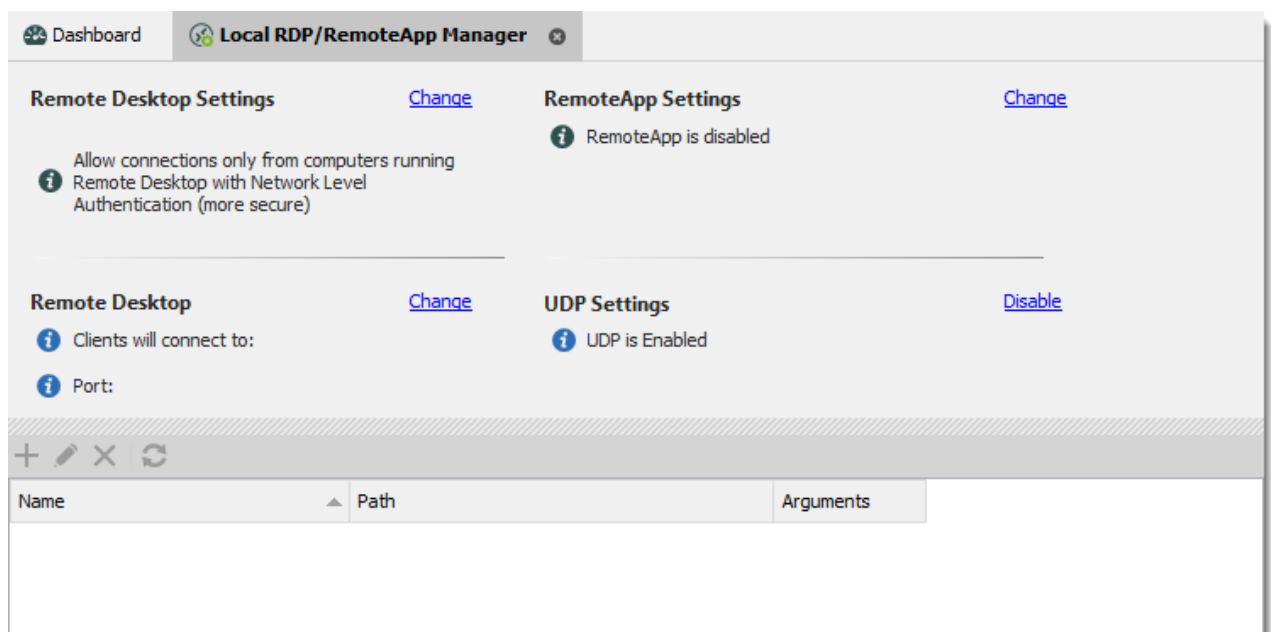 Dashboard
Local RDP/RemoteApp Manager
Remote Desktop Settings
Change
Allow connections only from computers running
Remote Desktop with Network Level
Authentication (more secure)
RemoteApp Settings
Change
RemoteApp is disabled
Remote Desktop
Change
Clients will connect to:
Port:
UDP Settings
Disable
UDP is Enabled
Name
Path
Arguments